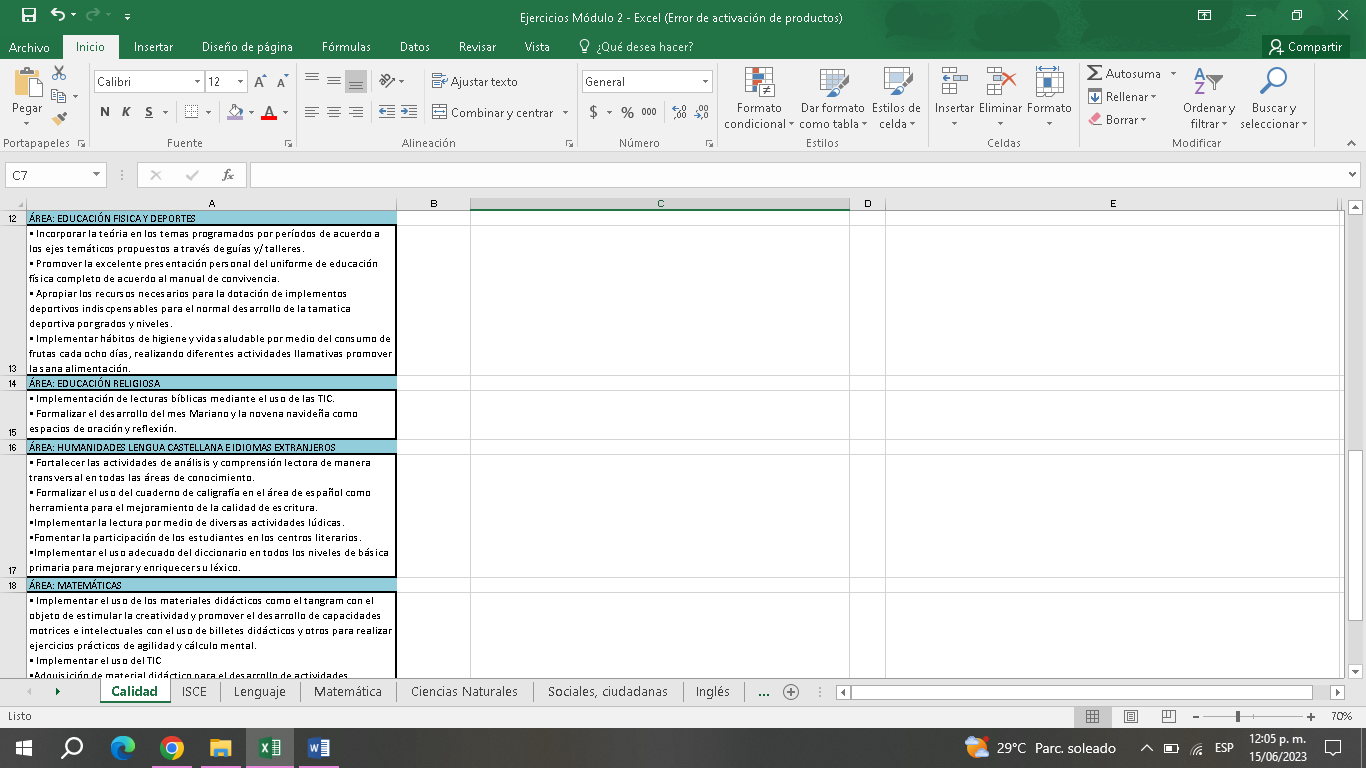 Ejercicios Módulo 2 - Excel (Error de activación de productos)
Archivo Inicio Insertar Diseño de página Fórmulas Datos Revisar Vista ¿Qué desea hacer? Compartir
Pegar
Calibri 12
N K S
Ajustar texto
Combinar y centrar
General
$ % 000
Formato condicional
Dar formato como tabla
Estilos de celda
Insertar Eliminar Formato
Autosuma
Rellenar
Borrar
Ordenar y filtrar
Buscar y seleccionar
Portapapeles Fuente Alineación Número Estilos Celdas Modificar
C7 fx
A B C D E
12 ÁREA: EDUCACIÓN FISICA Y DEPORTES
▪ Incorporar la teória en los temas programados por períodos de acuerdo a
los ejes temáticos propuestos a través de guías y/ talleres.
▪ Promover la excelente presentación personal del uniforme de educación
física completo de acuerdo al manual de convivencia.
▪ Apropiar los recursos necesarios para la dotación de implementos
deportivos indiscpensables para el normal desarrollo de la tamatica
deportiva por grados y niveles.
▪ Implementar hábitos de higiene y vida saludable por medio del consumo de
frutas cada ocho días, realizando diferentes actividades llamativas promover
13 la sana alimentación.
14 ÁREA: EDUCACIÓN RELIGIOSA
▪ Implementación de lecturas bíblicas mediante el uso de las TIC.
▪ Formalizar el desarrollo del mes Mariano y la novena navideña como
15 espacios de oración y reflexión.
16 ÁREA: HUMANIDADES LENGUA CASTELLANA E IDIOMAS EXTRANJEROS
▪ Fortalecer las actividades de análisis y comprensión lectora de manera
transversal en todas las áreas de conocimiento.
▪ Formalizar el uso del cuaderno de caligrafía en el área de español como
herramienta para el mejoramiento de la calidad de escritura.
▪Implementar la lectura por medio de diversas actividades lúdicas.
▪Fomentar la participación de los estudiantes en los centros literarios.
▪Implementar el uso adecuado del diccionario en todos los niveles de básica
17 primaria para mejorar y enriquecer su léxico.
18 ÁREA: MATEMÁTICAS
▪ Implementar el uso de los materiales didácticos como el tangram con el
objeto de estimular la creatividad y promover el desarrollo de capacidades
motrices e intelectuales con el uso de billetes didácticos y otros para realizar
ejercicios prácticos de agilidad y cálculo mental.
▪ Implementar el uso del TIC
▪Adquisición de material didáctico para el desarrollo de actividades
Calidad ISCE Lenguaje Matemática Ciencias Naturales Sociales, ciudadanas Inglés ...
Listo 70%
29°C Parc. soleado ESP 12:05 p. m.
15/06/2023